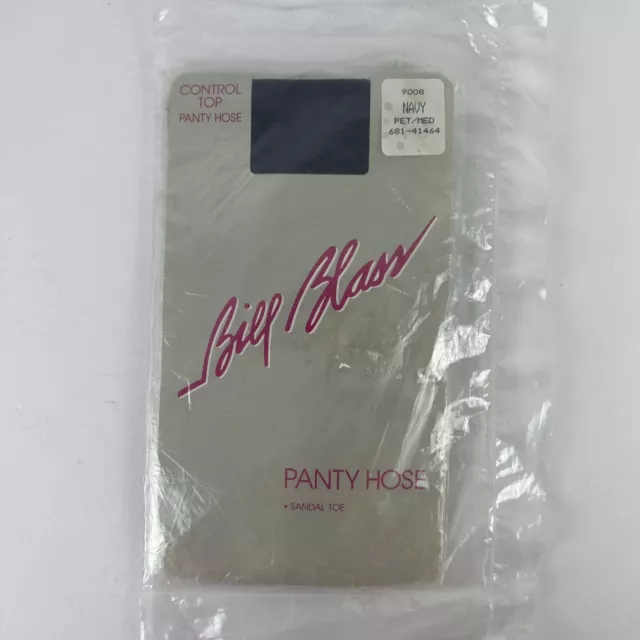 CONTROL
TOP
PANTY HOSE
9008
NAVY
PET/MED
681-41464
Bill Blass
PANTY HOSE
• SANDAL TOE